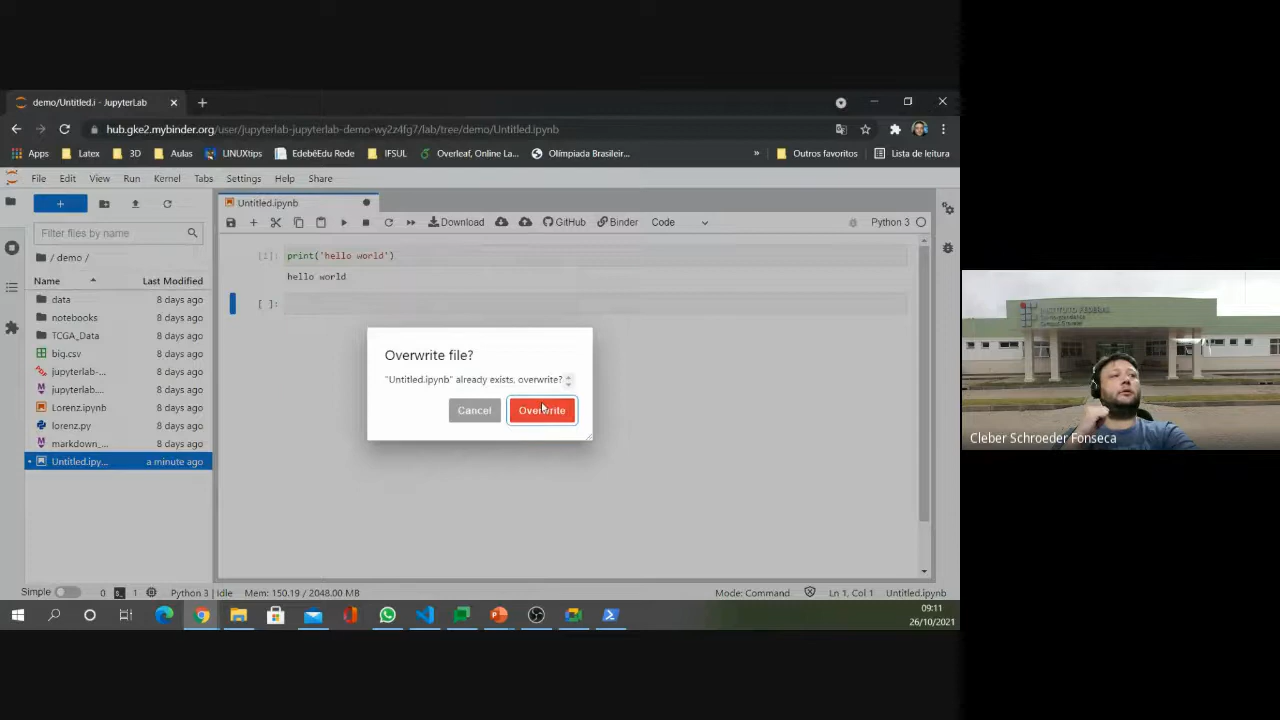 demo/Untitled.i - JupyterLab
hub.gke2.mybinder.org/user/jupyterlab-jupyterlab-demo-wy2z4fg7/lab/tree/demo/Untitled.ipynb
Apps Latex 3D Aulas LINUXtips EdebêEdu Rede IFSUL Overleaf, Online La... Olímpiada Brasileir... » Outros favoritos Lista de leitura
File Edit View Run Kernel Tabs Settings Help Share
Untitled.ipynb
Download GitHub Binder Code Python 3
Filter files by name
/ demo /
Name Last Modified
data 8 days ago
notebooks 8 days ago
TCGA_Data 8 days ago
big.csv 8 days ago
jupyterlab-... 8 days ago
jupyterlab.... 8 days ago
Lorenz.ipynb 8 days ago
lorenz.py 8 days ago
markdown_... 8 days ago
Untitled.ipy... a minute ago
print('hello world')
hello world
[ ]:
Overwrite file?
"Untitled.ipynb" already exists, overwrite?
Cancel Overwrite
INSTITUTO FEDERAL
Cleber Schroeder Fonseca
Simple 0 1 Python 3 | Idle Mem: 150.19 / 2048.00 MB Mode: Command Ln 1, Col 1 Untitled.ipynb
09:11
26/10/2021